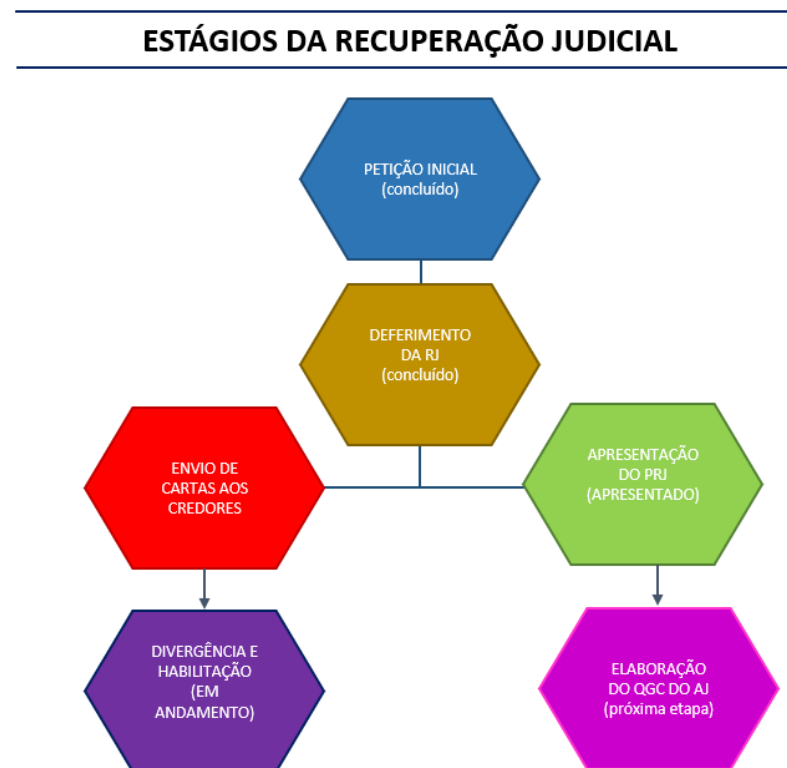 ESTÁGIOS DA RECUPERAÇÃO JUDICIAL
PETIÇÃO INICIAL
(concluído)
DEFERIMENTO
DA RJ
(concluído)
ENVIO DE
CARTAS AOS
CREDORES
APRESENTAÇÃO
DO PRJ
(APRESENTADO)
DIVERGÊNCIA E
HABILITAÇÃO
(EM
ANDAMENTO)
ELABORAÇÃO
DO QGC DO AJ
(próxima etapa)